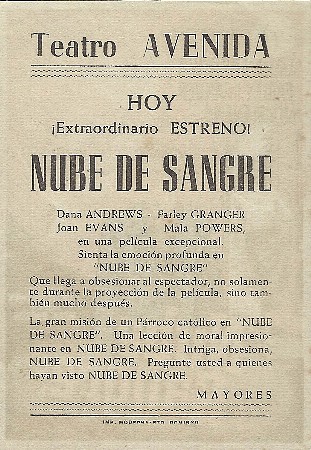 Teatro AVENIDA
HOY
¡Extraordinario ESTRENO!
NUBE DE SANGRE
Dana ANDREWS - Farley GRANGER
Joan EVANS y Mala POWERS,
en una película excepcional.
Sienta la emoción profunda en
"NUBE DE SANGRE"
Que llega a obsesionar al espectador, no solamen-
te durante la proyección de la película, sino tam-
bién mucho después.
La gran misión de un Párroco católico en "NUBE
DE SANGRE". Una lección de moral impresio-
nante en NUBE DE SANGRE. Intriga, obsesiona,
NUBE DE SANGRE. Pregunte usted a quienes
hayan visto NUBE DE SANGRE.
MAYORES
IMP. MODERNA-STO. DOMINGO